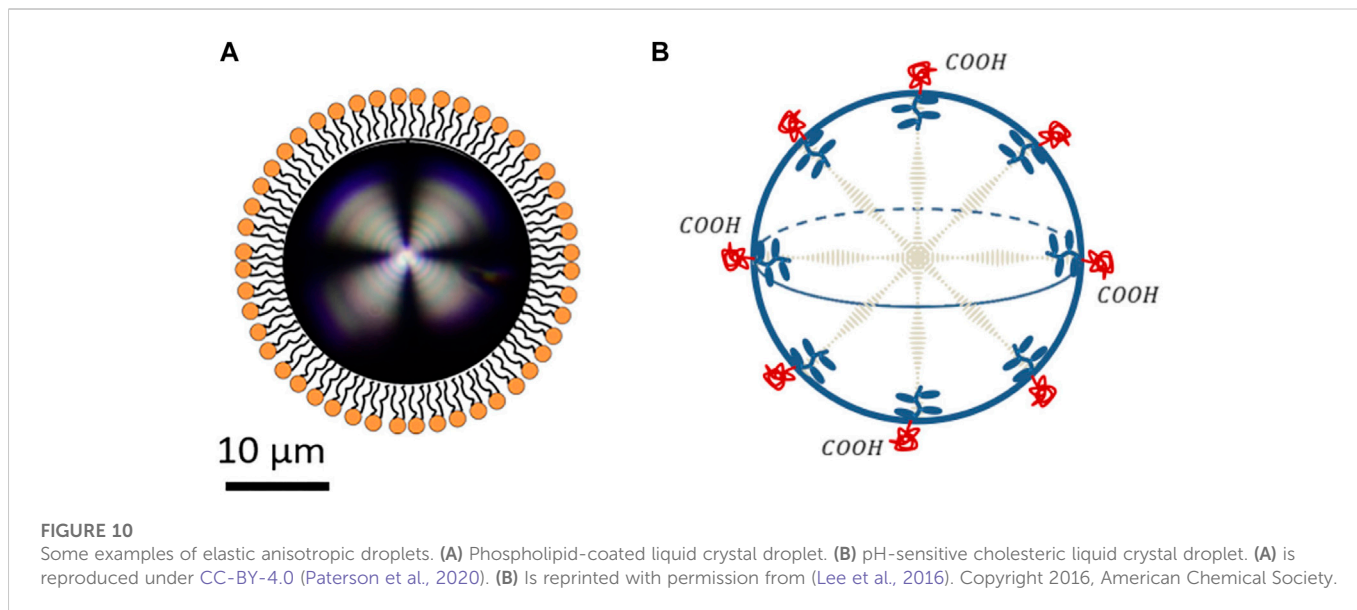 A
B
COOH
COOH
COOH
COOH
10 µm
FIGURE 10
Some examples of elastic anisotropic droplets. (A) Phospholipid-coated liquid crystal droplet. (B) pH-sensitive cholesteric liquid crystal droplet. (A) is
reproduced under CC-BY-4.0 (Paterson et al., 2020). (B) Is reprinted with permission from (Lee et al., 2016). Copyright 2016, American Chemical Society.